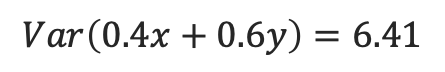 Var(0.4x + 0.6y) = 6.41